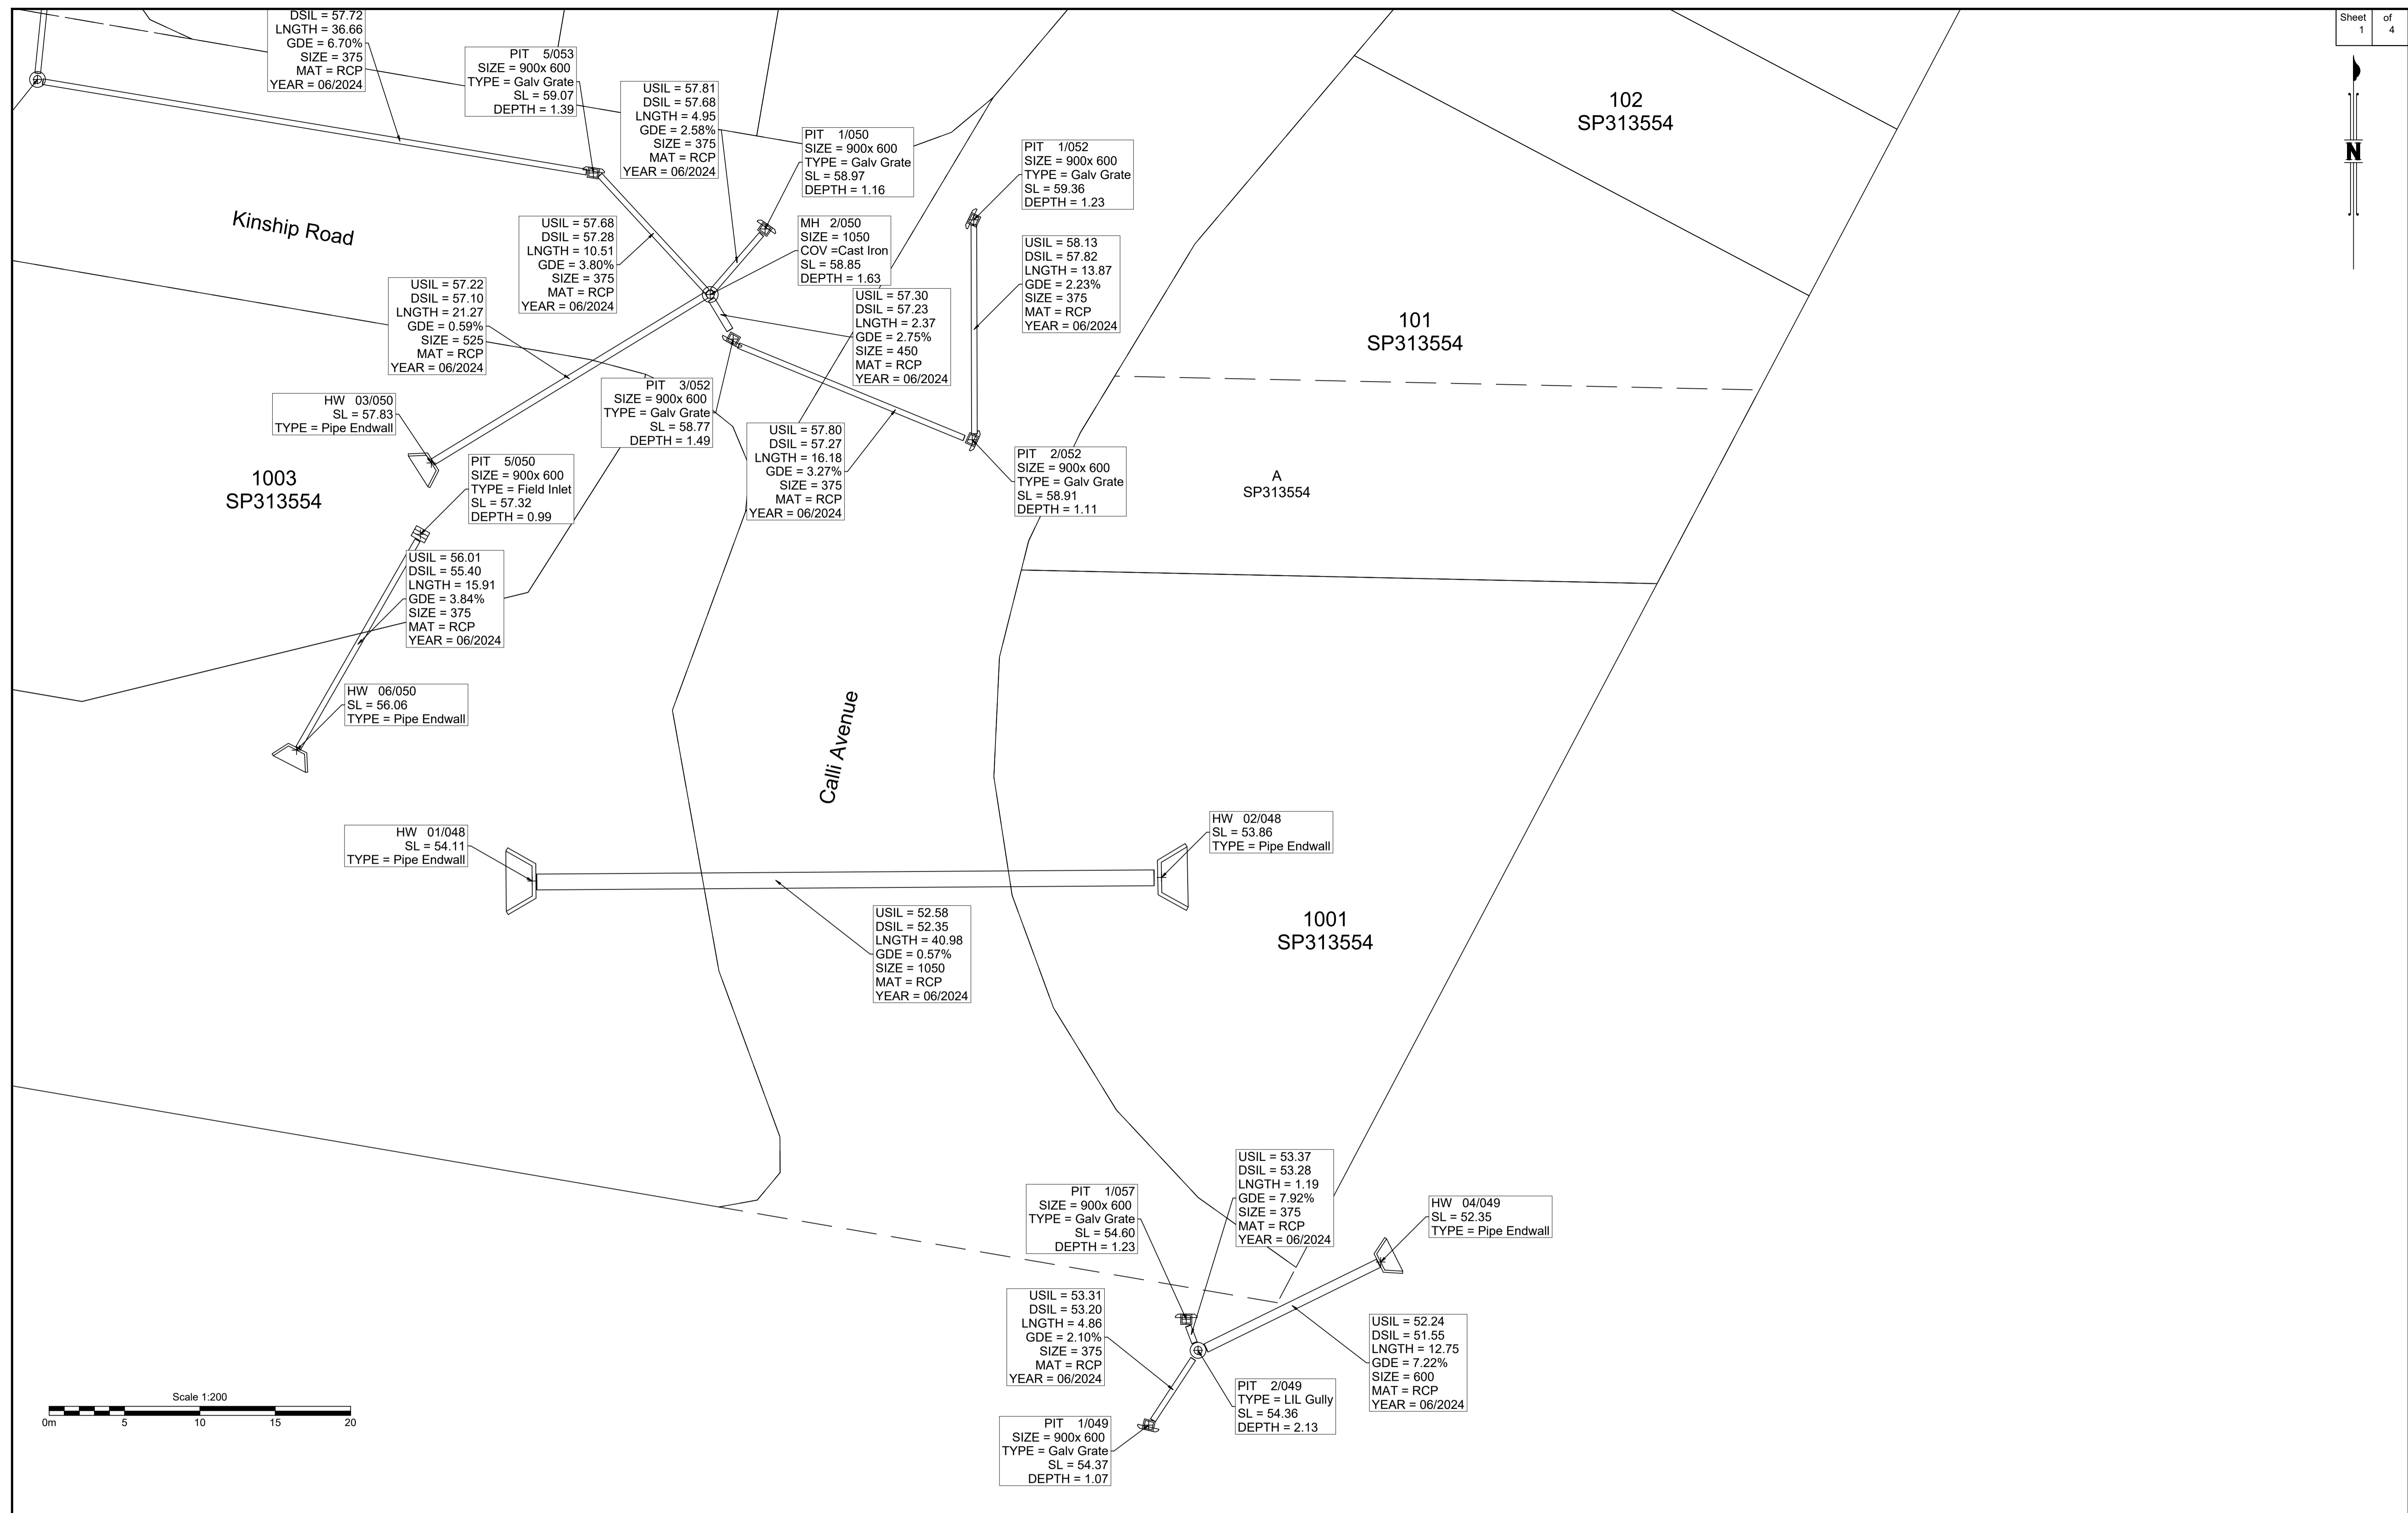 Sheet of
1 4
DSIL = 57.72
LNGTH = 36.66
GDE = 6.70%
SIZE = 375
MAT = RCP
YEAR = 06/2024
PIT 5/053
SIZE = 900x 600
TYPE = Galv Grate
SL = 59.07
DEPTH = 1.39
USIL = 57.81
DSIL = 57.68
LNGTH = 4.95
GDE = 2.58%
SIZE = 375
MAT = RCP
YEAR = 06/2024
PIT 1/050
SIZE = 900x 600
TYPE = Galv Grate
SL = 58.97
DEPTH = 1.16
PIT 1/052
SIZE = 900x 600
TYPE = Galv Grate
SL = 59.36
DEPTH = 1.23
102
SP313554
N
Kinship Road
USIL = 57.68
DSIL = 57.28
LNGTH = 10.51
GDE = 3.80%
SIZE = 375
MAT = RCP
YEAR = 06/2024
MH 2/050
SIZE = 1050
COV =Cast Iron
SL = 58.85
DEPTH = 1.63
USIL = 58.13
DSIL = 57.82
LNGTH = 13.87
GDE = 2.23%
SIZE = 375
MAT = RCP
YEAR = 06/2024
USIL = 57.22
DSIL = 57.10
LNGTH = 21.27
GDE = 0.59%
SIZE = 525
MAT = RCP
YEAR = 06/2024
USIL = 57.30
DSIL = 57.23
LNGTH = 2.37
GDE = 2.75%
SIZE = 450
MAT = RCP
YEAR = 06/2024
101
SP313554
PIT 3/052
SIZE = 900x 600
TYPE = Galv Grate
SL = 58.77
DEPTH = 1.49
HW 03/050
SL = 57.83
TYPE = Pipe Endwall
USIL = 57.80
DSIL = 57.27
LNGTH = 16.18
GDE = 3.27%
SIZE = 375
MAT = RCP
YEAR = 06/2024
PIT 2/052
SIZE = 900x 600
TYPE = Galv Grate
SL = 58.91
DEPTH = 1.11
1003
SP313554
PIT 5/050
SIZE = 900x 600
TYPE = Field Inlet
SL = 57.32
DEPTH = 0.99
A
SP313554
USIL = 56.01
DSIL = 55.40
LNGTH = 15.91
GDE = 3.84%
SIZE = 375
MAT = RCP
YEAR = 06/2024
HW 06/050
SL = 56.06
TYPE = Pipe Endwall
Calli Avenue
HW 01/048
SL = 54.11
TYPE = Pipe Endwall
HW 02/048
SL = 53.86
TYPE = Pipe Endwall
USIL = 52.58
DSIL = 52.35
LNGTH = 40.98
GDE = 0.57%
SIZE = 1050
MAT = RCP
YEAR = 06/2024
1001
SP313554
USIL = 53.37
DSIL = 53.28
LNGTH = 1.19
GDE = 7.92%
SIZE = 375
MAT = RCP
YEAR = 06/2024
PIT 1/057
SIZE = 900x 600
TYPE = Galv Grate
SL = 54.60
DEPTH = 1.23
HW 04/049
SL = 52.35
TYPE = Pipe Endwall
USIL = 53.31
DSIL = 53.20
LNGTH = 4.86
GDE = 2.10%
SIZE = 375
MAT = RCP
YEAR = 06/2024
USIL = 52.24
DSIL = 51.55
LNGTH = 12.75
GDE = 7.22%
SIZE = 600
MAT = RCP
YEAR = 06/2024
PIT 2/049
TYPE = LIL Gully
SL = 54.36
DEPTH = 2.13
PIT 1/049
SIZE = 900x 600
TYPE = Galv Grate
SL = 54.37
DEPTH = 1.07
Scale 1:200
0m 5 10 15 20